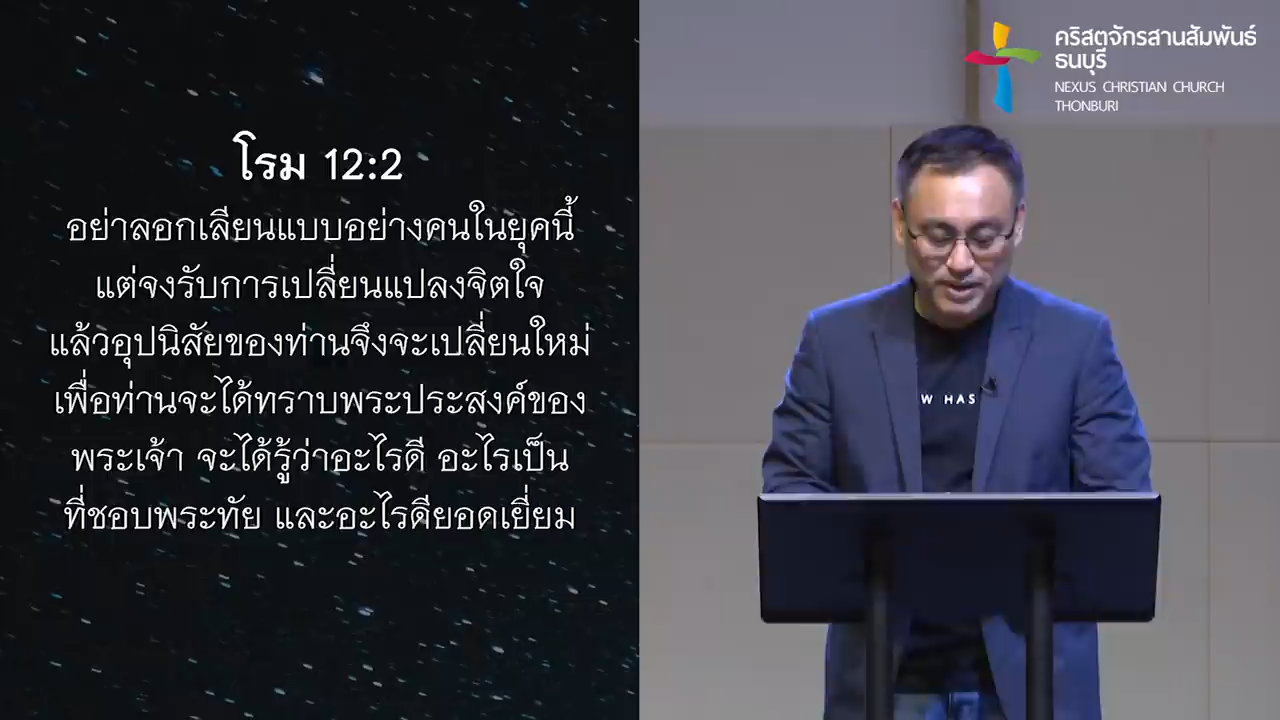 โรม 12:2
อย่าลอกเลียนแบบอย่างคนในยุคนี้
แต่จงรับการเปลี่ยนแปลงจิตใจ
แล้วอุปนิสัยของท่านจึงจะเปลี่ยนใหม่
เพื่อท่านจะได้ทราบพระประสงค์ของ
พระเจ้า จะได้รู้ว่าอะไรดี อะไรเป็น
ที่ชอบพระทัย และอะไรดียอดเยี่ยม
คริสตจักรสานสัมพันธ์
ธนบุรี
NEXUS CHRISTIAN CHURCH
THONBURI
W HAS